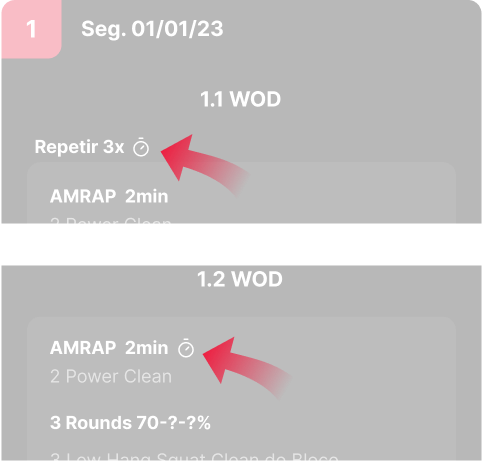 1
Seg. 01/01/23
1.1 WOD
Repetir 3x
AMRAP 2min
2 Power Clean
1.2 WOD
AMRAP 2min
2 Power Clean
3 Rounds 70-?-?%
3 Low Hang Squat Clean do Bloco